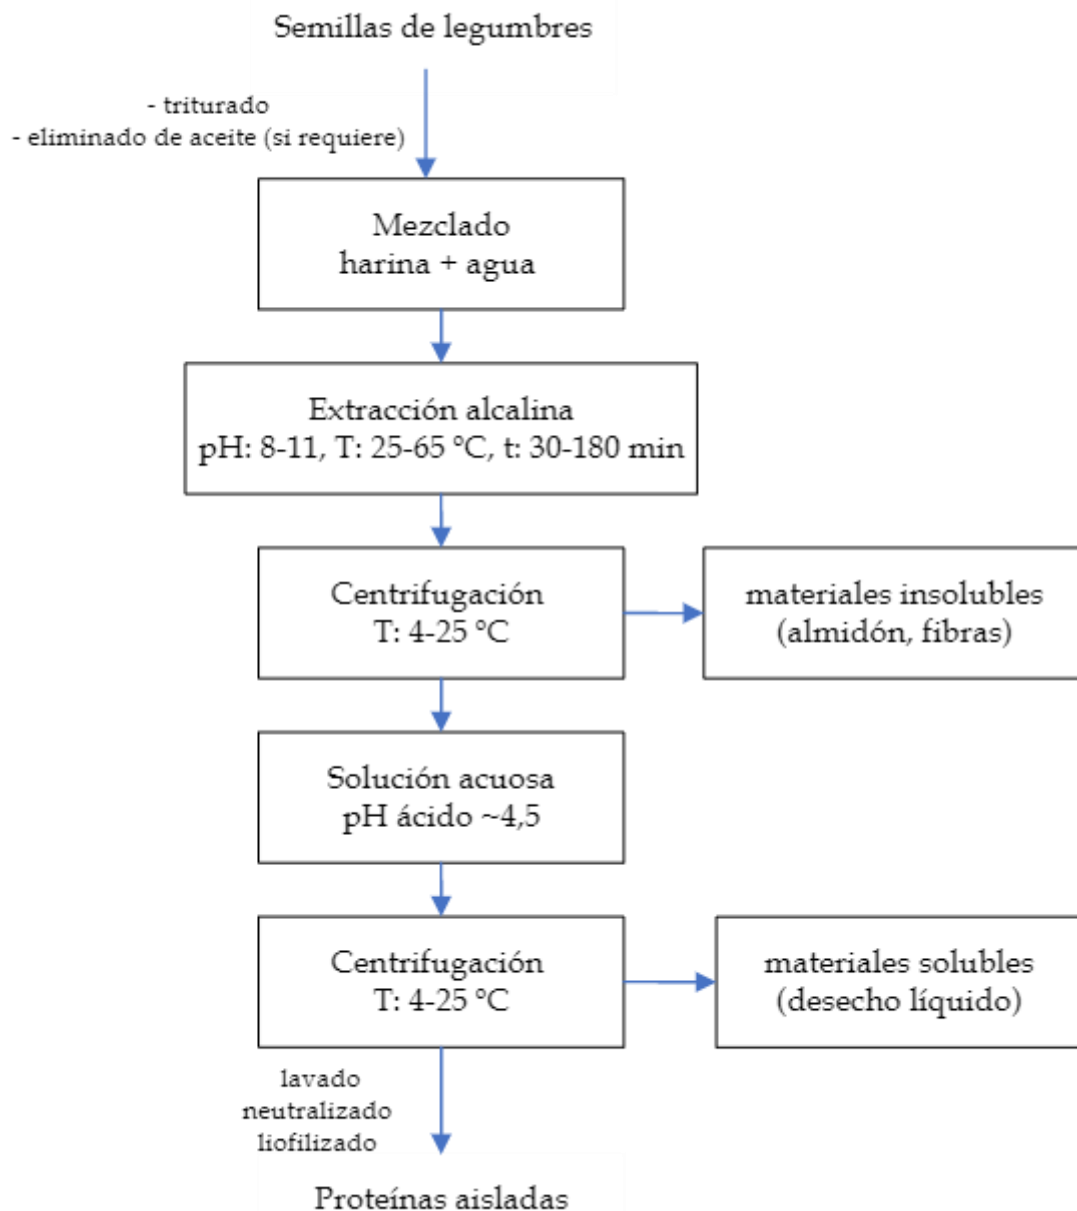 Semillas de legumbres
- triturado
- eliminado de aceite (si requiere)
Mezclado
harina + agua
Extracción alcalina
pH: 8-11, T: 25-65 °C, t: 30-180 min
Centrifugación
T: 4-25 °C
materiales insolubles
(almidón, fibras)
Solución acuosa
pH ácido ~4,5
Centrifugación
T: 4-25 °C
materiales solubles
(desecho líquido)
lavado
neutralizado
liofilizado
Proteínas aisladas